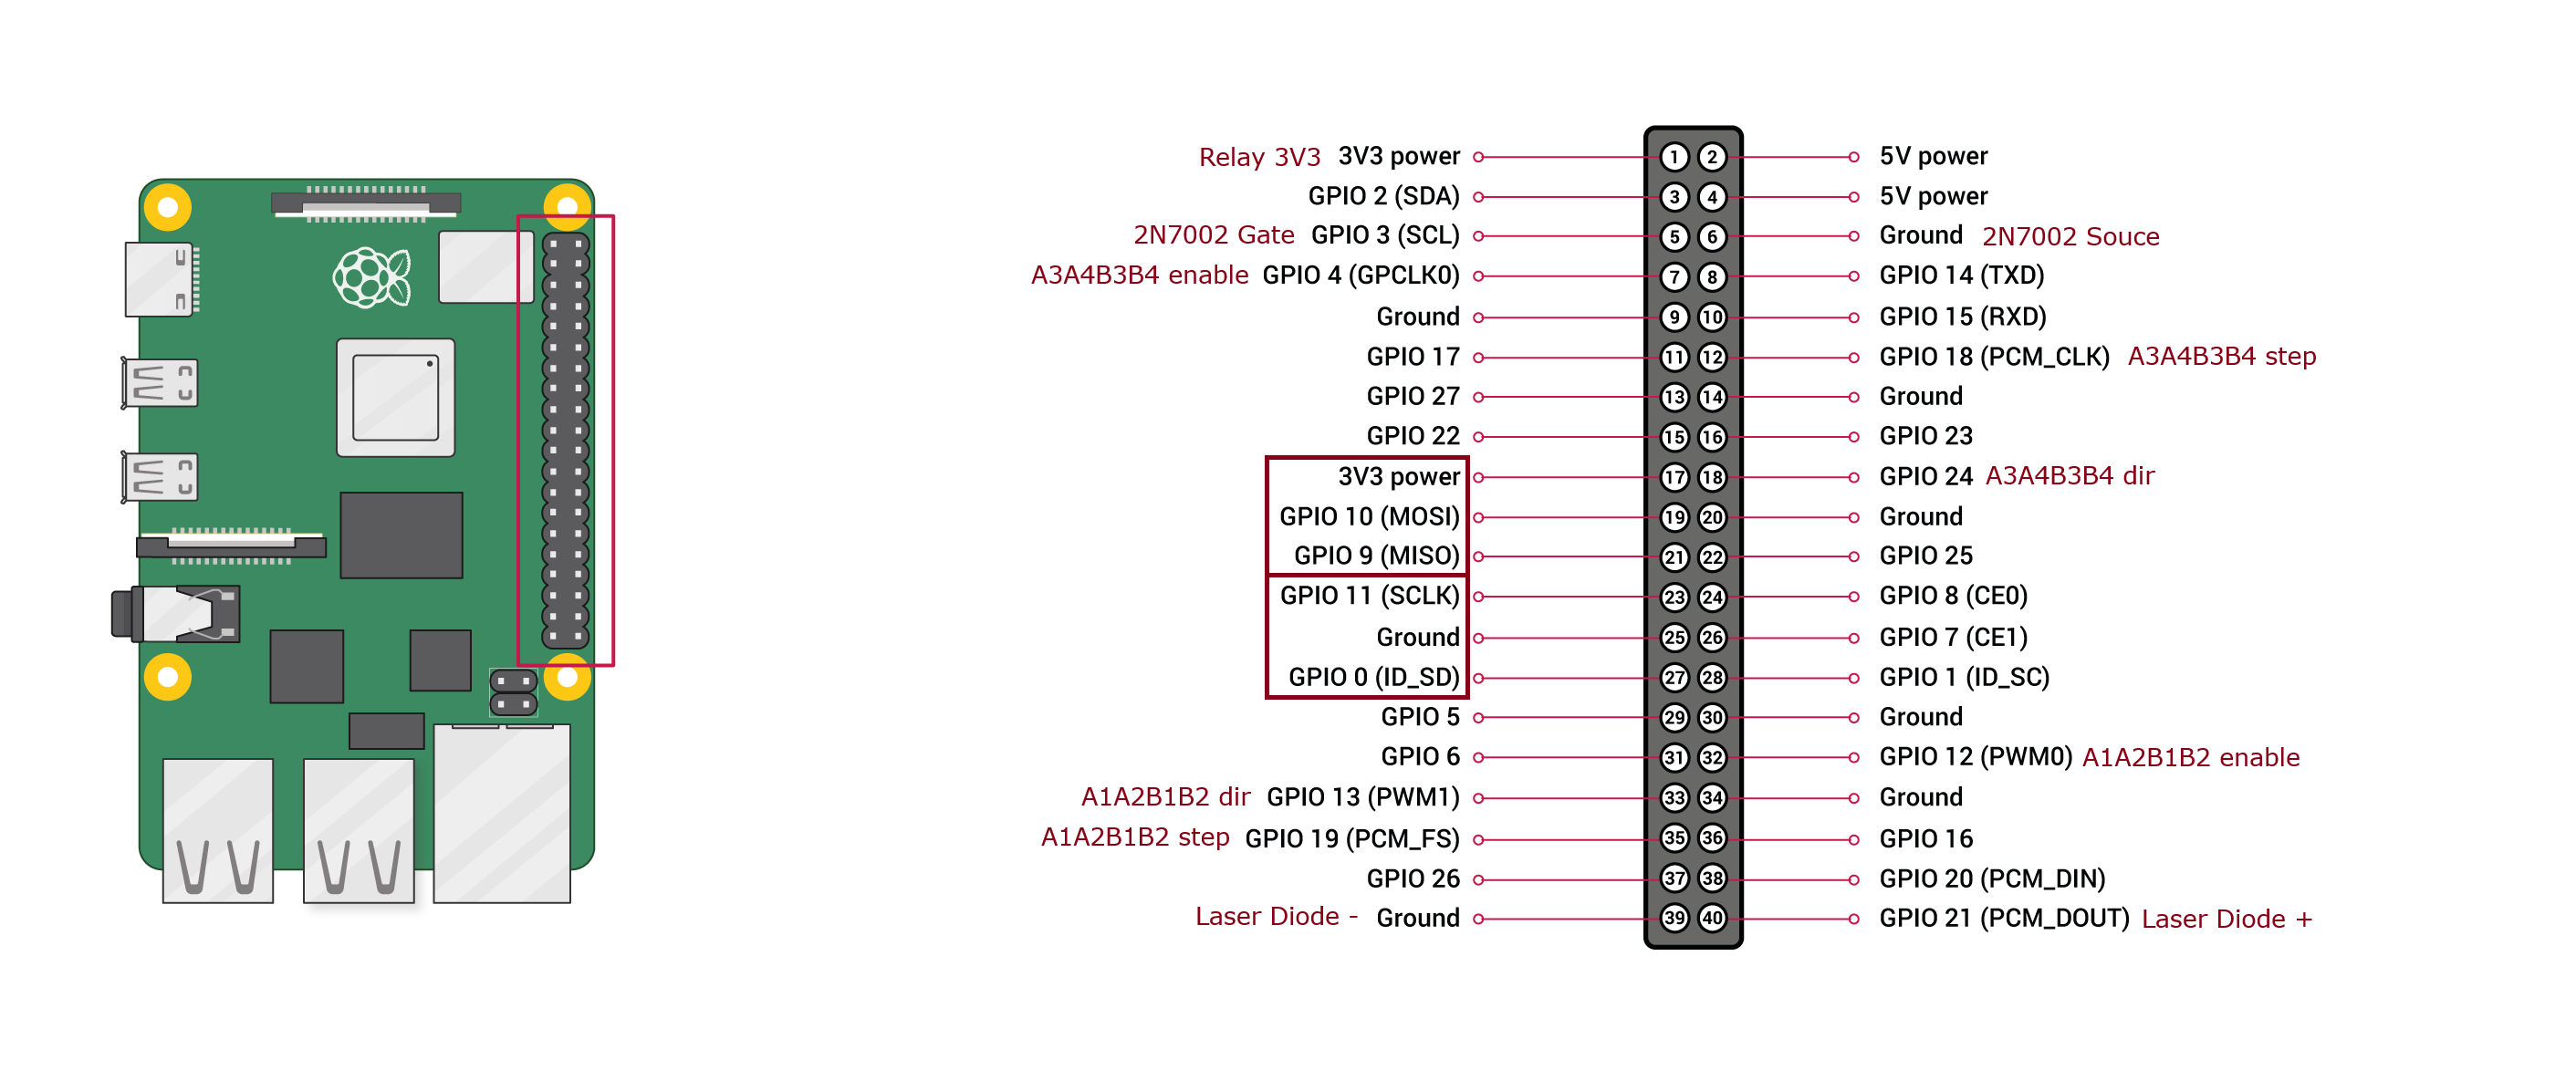 Relay 3V3 3V3 power 1 2 5V power
GPIO 2 (SDA) 3 4 5V power
2N7002 Gate GPIO 3 (SCL) 5 6 Ground 2N7002 Souce
A3A4B3B4 enable GPIO 4 (GPCLK0) 7 8 GPIO 14 (TXD)
Ground 9 10 GPIO 15 (RXD)
GPIO 17 11 12 GPIO 18 (PCM_CLK) A3A4B3B4 step
GPIO 27 13 14 Ground
GPIO 22 15 16 GPIO 23
3V3 power 17 18 GPIO 24 A3A4B3B4 dir
GPIO 10 (MOSI) 19 20 Ground
GPIO 9 (MISO) 21 22 GPIO 25
GPIO 11 (SCLK) 23 24 GPIO 8 (CE0)
Ground 25 26 GPIO 7 (CE1)
GPIO 0 (ID_SD) 27 28 GPIO 1 (ID_SC)
GPIO 5 29 30 Ground
GPIO 6 31 32 GPIO 12 (PWM0) A1A2B1B2 enable
A1A2B1B2 dir GPIO 13 (PWM1) 33 34 Ground
A1A2B1B2 step GPIO 19 (PCM_FS) 35 36 GPIO 16
GPIO 26 37 38 GPIO 20 (PCM_DIN)
Laser Diode - Ground 39 40 GPIO 21 (PCM_DOUT) Laser Diode +